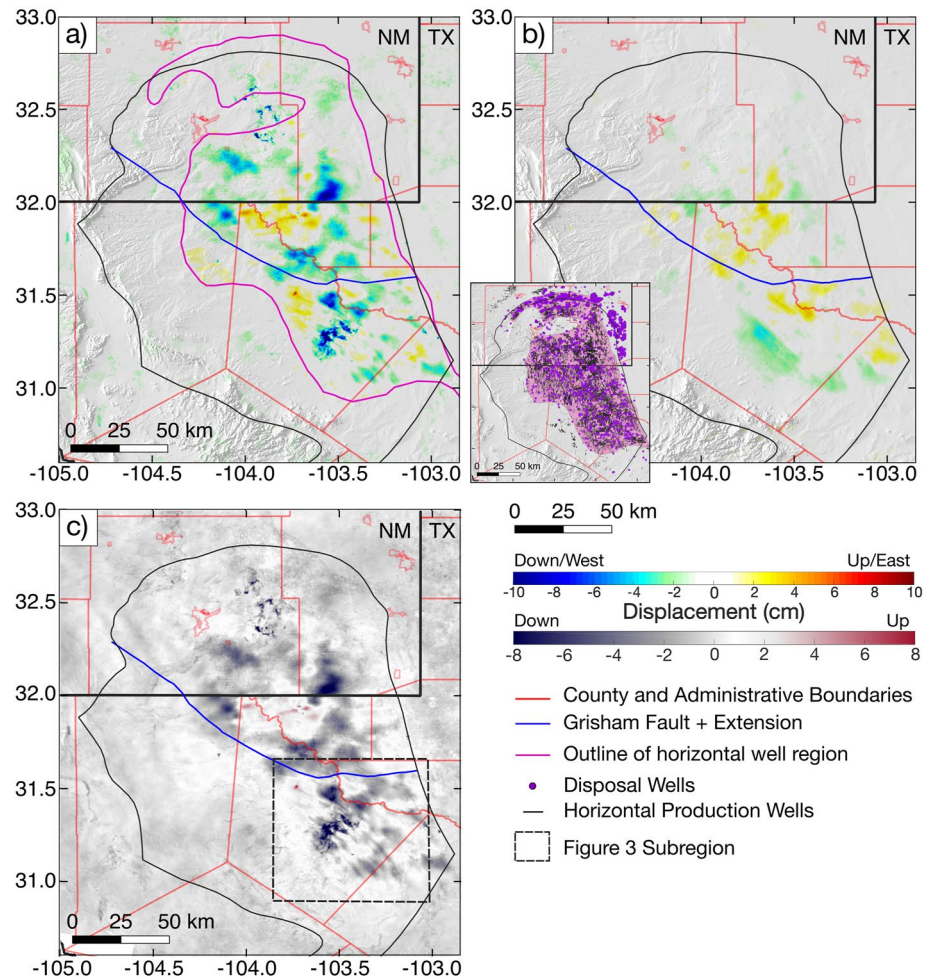 33.0
a)
NM
TX
32.5
32.0
31.5
31.0
0 25 50 km
-105.0 -104.5 -104.0 -103.5 -103.0
b)
NM
TX
-104.0 -103.5 -103.0
0 25 50 km
33.0
c)
NM
TX
32.5
32.0
31.5
31.0
0 25 50 km
-105.0 -104.5 -104.0 -103.5 -103.0
0 25 50 km
Down/West Up/East
-10 -8 -6 -4 -2 0 2 4 6 8 10
Displacement (cm)
Down Up
-8 -6 -4 -2 0 2 4 6 8
County and Administrative Boundaries
Grisham Fault + Extension
Outline of horizontal well region
Disposal Wells
Horizontal Production Wells
Figure 3 Subregion